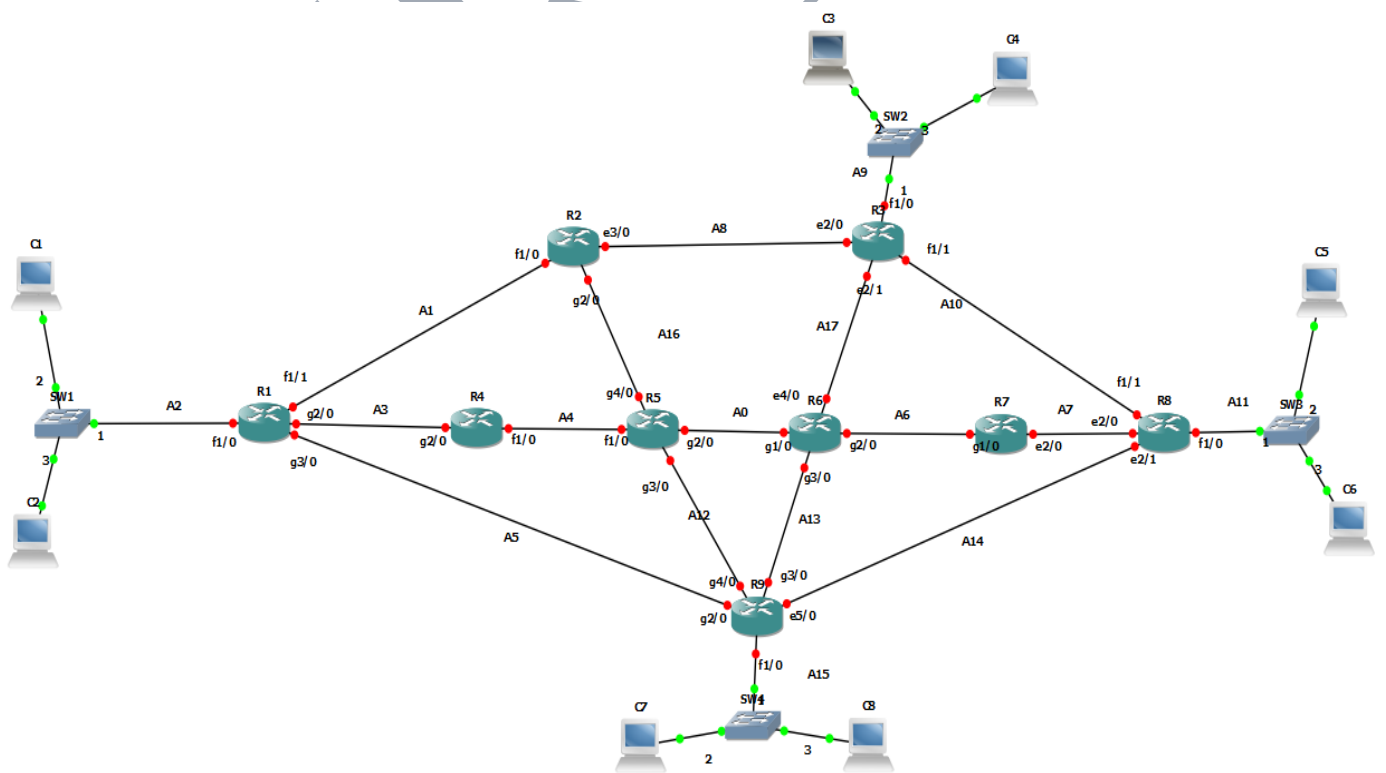 C3
C4
SW2
2
3
A9
1
f1/0
R3
R2
e3/0
A8
e2/0
f1/0
f1/1
C1
C5
g2/0
e2/1
A10
A1
A16
A17
f1/1
f1/1
2
SW1
R1
g4/0
e4/0
R5
R6
R7
R8
A11
2
SW3
A2
g2/0
A3
R4
A4
A0
A6
A7
e2/0
1
f1/0
g2/0
f1/0
f1/0
g2/0
g1/0
g2/0
g1/0
e2/0
e2/1
f1/0
1
3
g3/0
g3/0
g3/0
3
C2
C6
A5
A12
A13
A14
g4/0
R9
g3/0
g2/0
e5/0
f1/0
A15
C7
SW4
1
C8
2
3